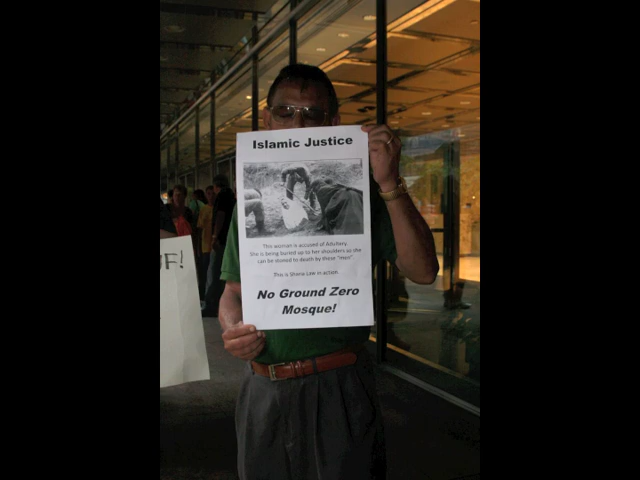 Islamic Justice
This woman is accused of Adultery.
She is being buried up to her shoulders so she
can be stoned to death by these "men".
This is Sharia Law in action.
No Ground Zero
Mosque!
F!